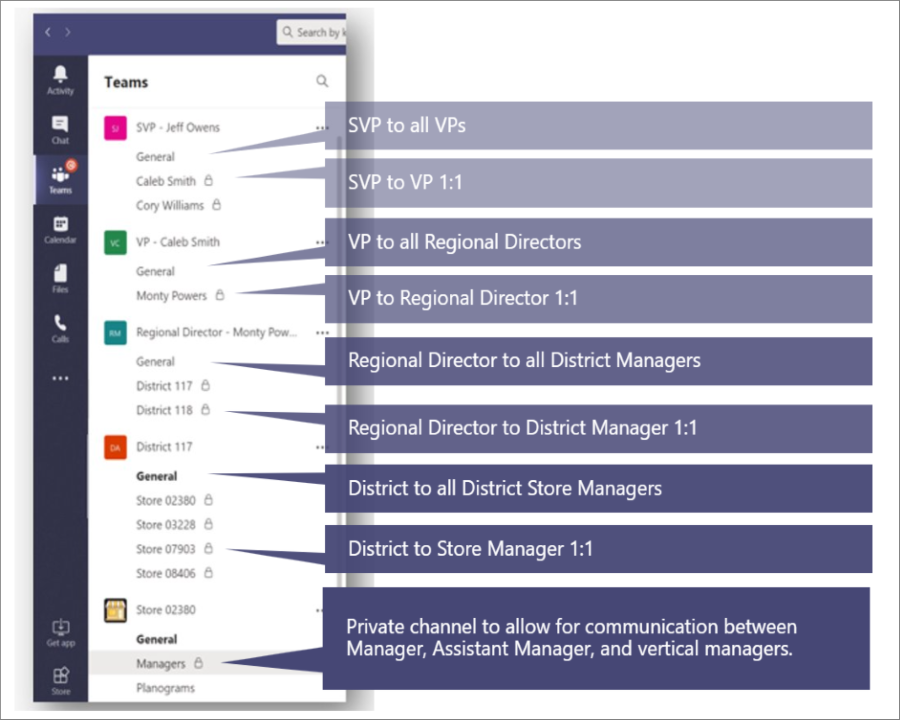 Search by k
Activity
Chat
Teams
Calendar
Files
Calls
Get app
Store
Teams
SJ
SVP - Jeff Owens
General
Caleb Smith
Cory Williams
VC
VP - Caleb Smith
General
Monty Powers
RM
Regional Director - Monty Pow...
General
District 117
District 118
DA
District 117
General
Store 02380
Store 03228
Store 07903
Store 08406
Store 02380
General
Managers
Planograms
SVP to all VPs
SVP to VP 1:1
VP to all Regional Directors
VP to Regional Director 1:1
Regional Director to all District Managers
Regional Director to District Manager 1:1
District to all District Store Managers
District to Store Manager 1:1
Private channel to allow for communication between
Manager, Assistant Manager, and vertical managers.